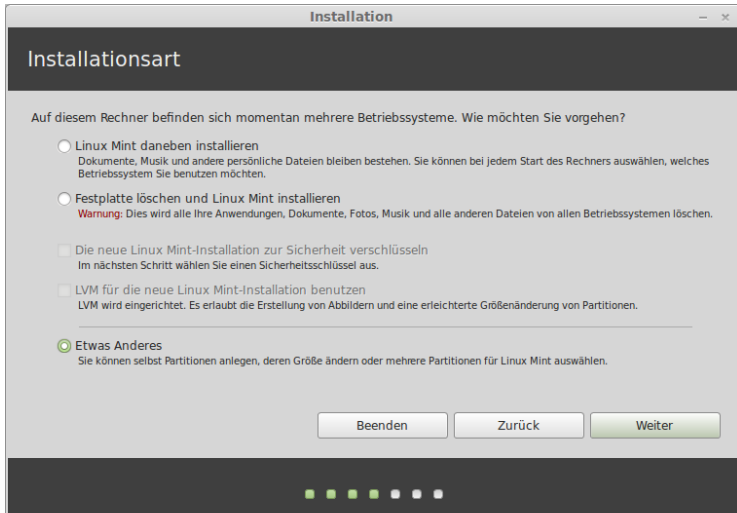 Installation
Installationsart
Auf diesem Rechner befinden sich momentan mehrere Betriebssysteme. Wie möchten Sie vorgehen?
Linux Mint daneben installieren
Dokumente, Musik und andere persönliche Dateien bleiben bestehen. Sie können bei jedem Start des Rechners auswählen, welches
Betriebssystem Sie benutzen möchten.
Festplatte löschen und Linux Mint installieren
Warnung: Dies wird alle Ihre Anwendungen, Dokumente, Fotos, Musik und alle anderen Dateien von allen Betriebssystemen löschen.
Die neue Linux Mint-Installation zur Sicherheit verschlüsseln
Im nächsten Schritt wählen Sie einen Sicherheitsschlüssel aus.
LVM für die neue Linux Mint-Installation benutzen
LVM wird eingerichtet. Es erlaubt die Erstellung von Abbildern und eine erleichterte Größenänderung von Partitionen.
Etwas Anderes
Sie können selbst Partitionen anlegen, deren Größe ändern oder mehrere Partitionen für Linux Mint auswählen.
Beenden
Zurück
Weiter